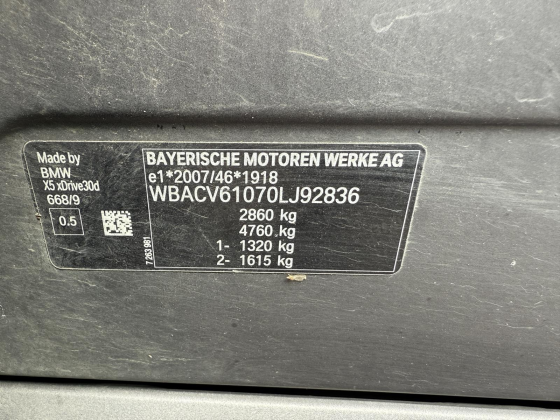 Made by
BMW
X5 xDrive30d
668/9
0.5
7 263 981
BAYERISCHE MOTOREN WERKE AG
e1*2007/46*1918
WBACV61070LJ92836
2860 kg
4760 kg
1- 1320 kg
2- 1615 kg